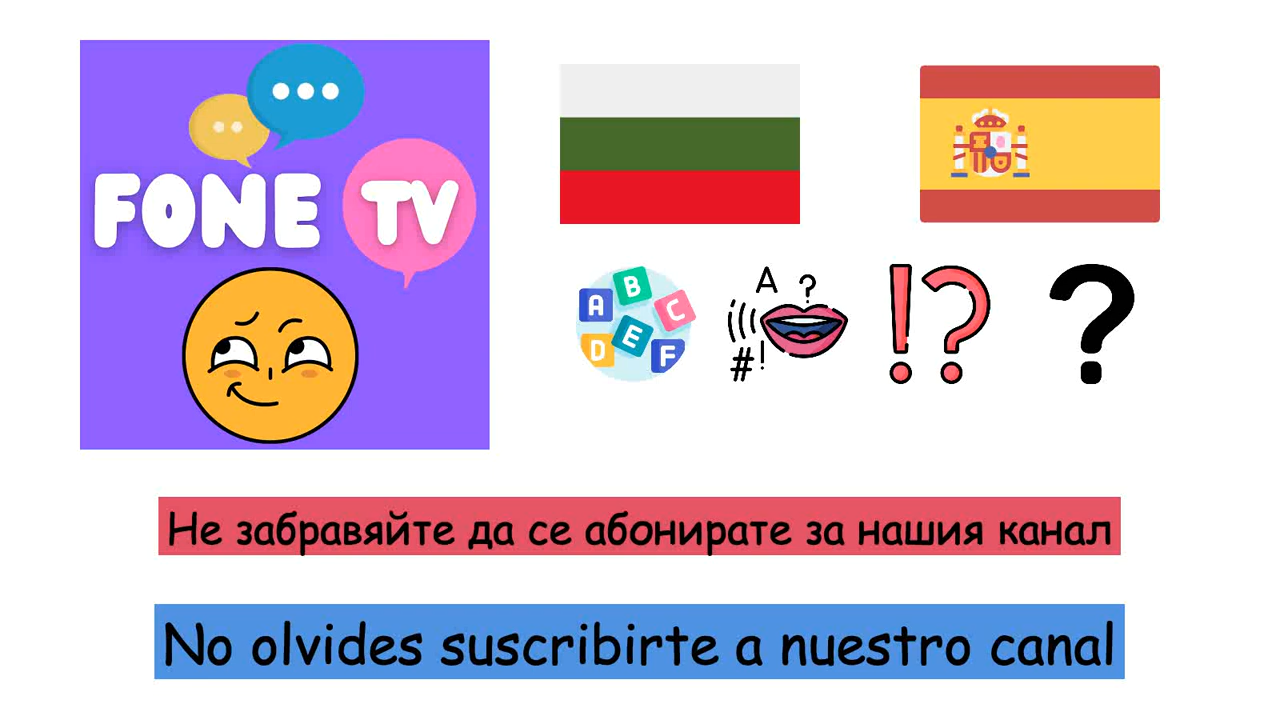 FONE TV
A B C D E F
A ? # !
! ?
?
Не забравяйте да се абонирате за нашия канал
No olvides suscribirte a nuestro canal